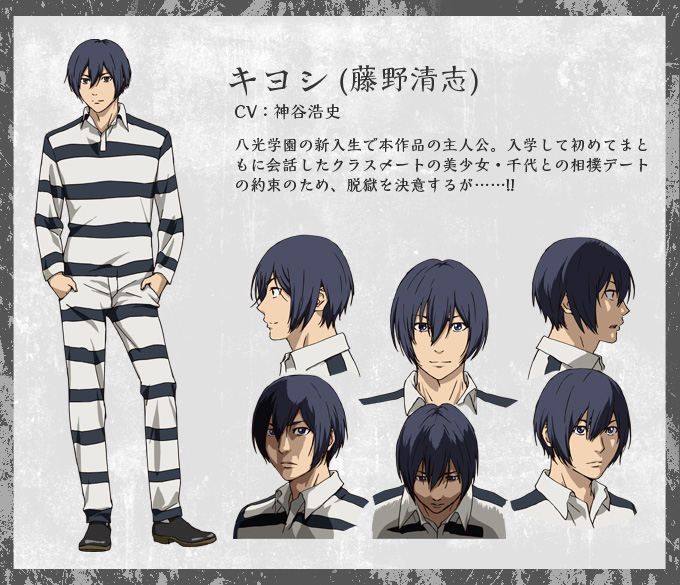 キヨシ (藤野清志)
CV：神谷浩史
八光学園の新入生で本作品の主人公。入学して初めてまと
もに会話したクラスメートの美少女・千代との相撲デート
の約束のため、脱獄を決意するが……!!